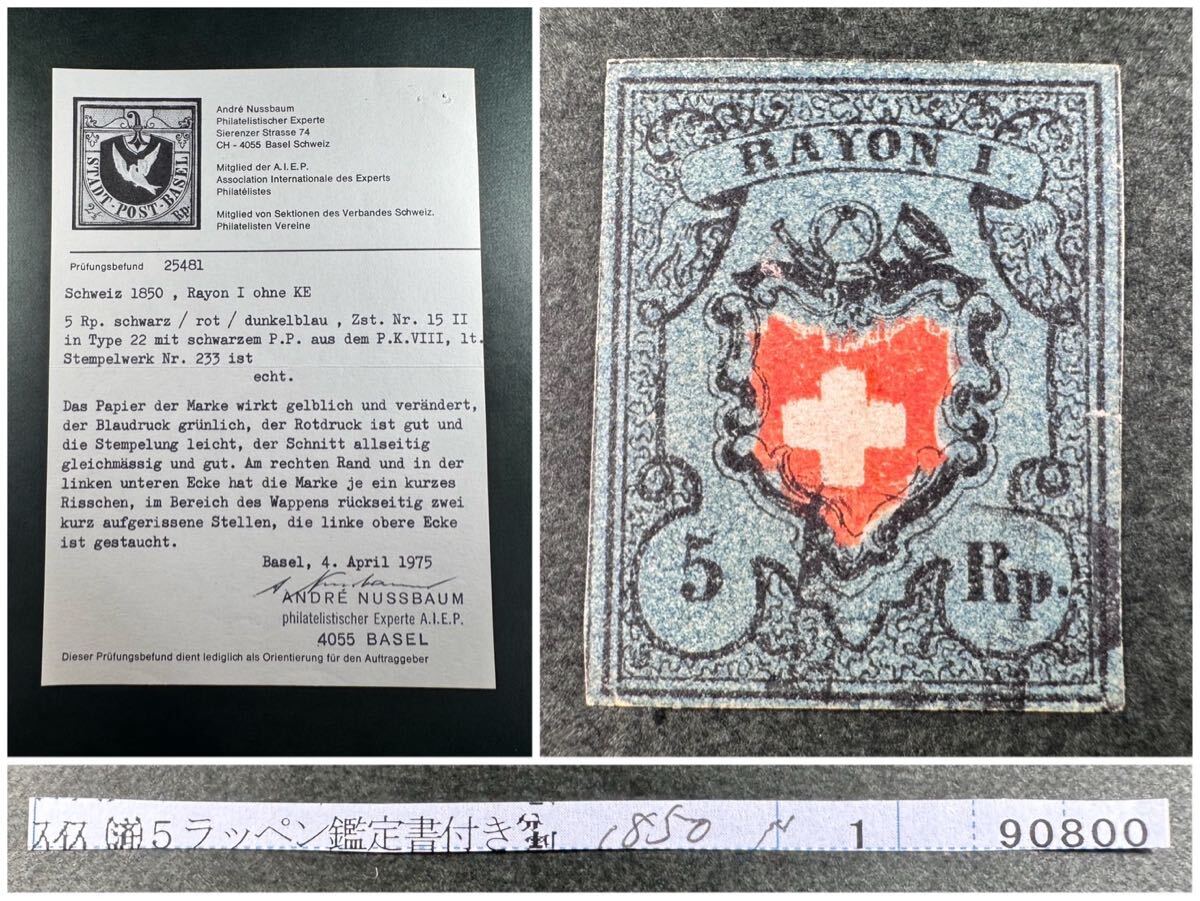 STADT-POST-BASEL
2½ Rp.
André Nussbaum
Philatelistischer Experte
Sierenzer Strasse 74
CH - 4055 Basel Schweiz
Mitglied der A.I.E.P.
Association Internationale des Experts
Philatélistes
Mitglied von Sektionen des Verbandes Schweiz.
Philatelisten Vereine
Prüfungsbefund 25481
Schweiz 1850 , Rayon I ohne KE
5 Rp. schwarz / rot / dunkelblau , Zst. Nr. 15 II
in Type 22 mit schwarzem P.P. aus dem P.K.VIII, lt.
Stempelwerk Nr. 233 ist
echt.
Das Papier der Marke wirkt gelblich und verändert,
der Blaudruck grünlich, der Rotdruck ist gut und
die Stempelung leicht, der Schnitt allseitig
gleichmässig und gut. Am rechten Rand und in der
linken unteren Ecke hat die Marke je ein kurzes
Risschen, im Bereich des Wappens rückseitig zwei
kurz aufgerissene Stellen, die linke obere Ecke
ist gestaucht.
Basel, 4. April 1975
ANDRÉ NUSSBAUM
philatelistischer Experte A.I.E.P.
4055 BASEL
Dieser Prüfungsbefund dient lediglich als Orientierung für den Auftraggeber
RAYON I
5 Rp.
スイス (消) 5ラッペン鑑定書付き 1850 1 90800